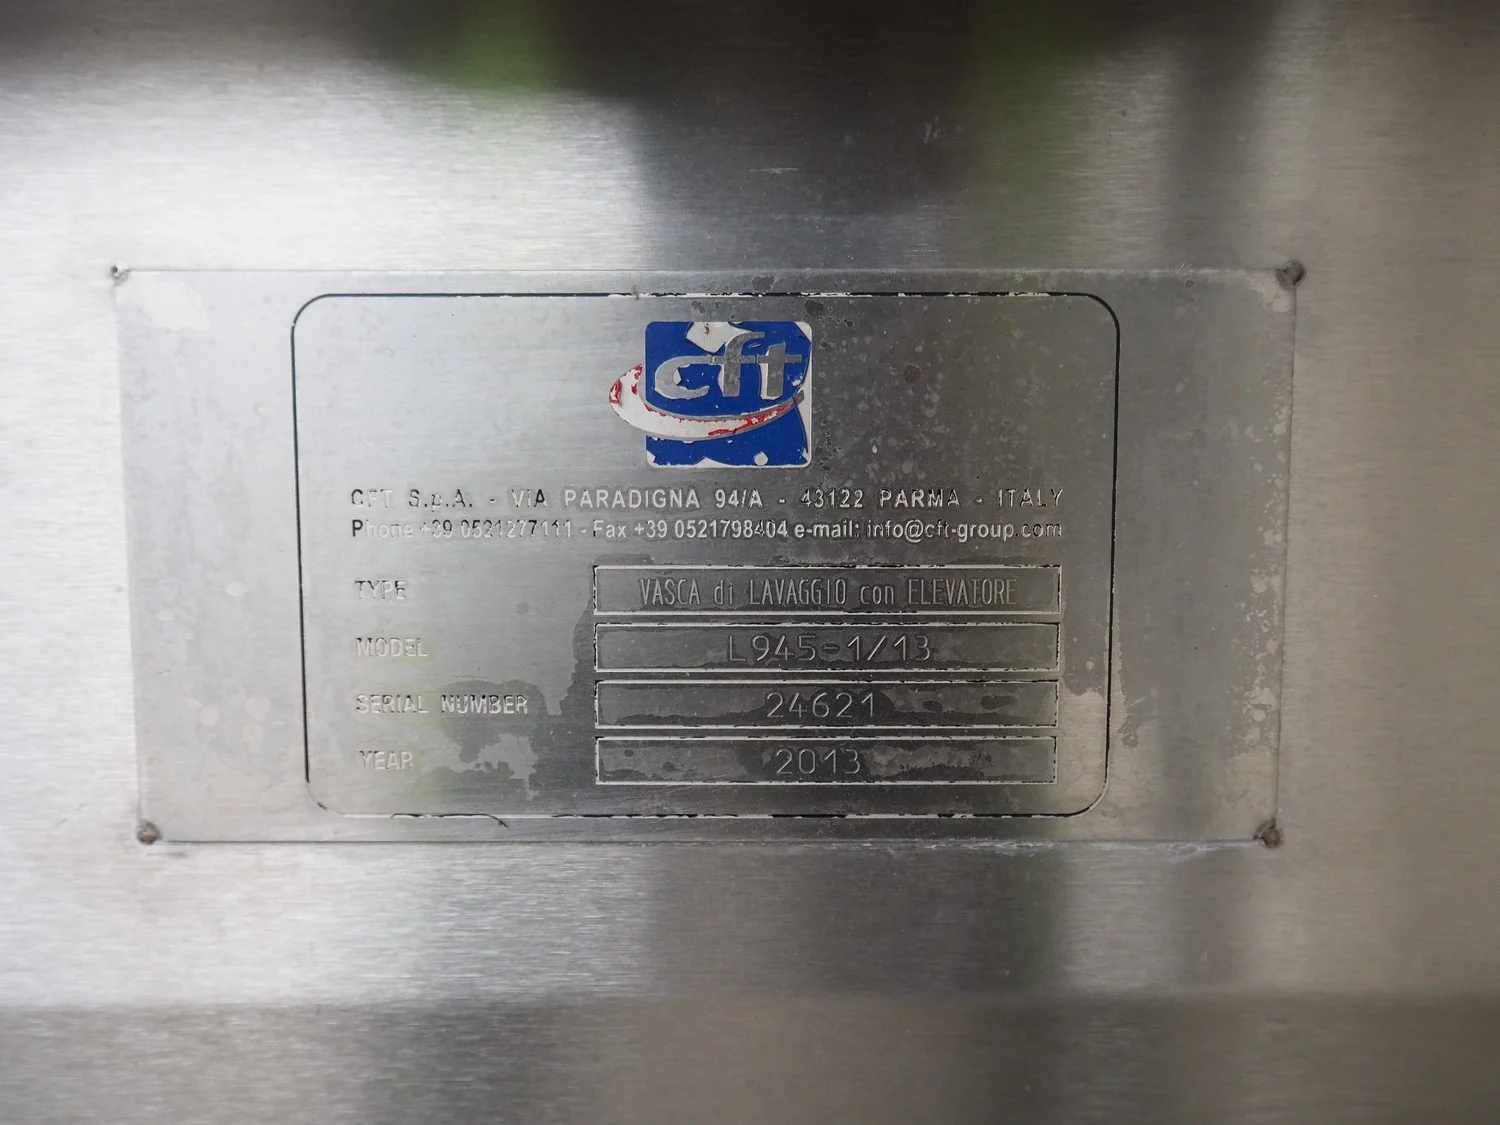 cft
CFT S.p.A. - VIA PARADIGNA 94/A - 43122 PARMA - ITALY
Phone +39 0521277111 - Fax +39 0521798404 e-mail: info@cft-group.com
TYPE VASCA di LAVAGGIO con ELEVATORE
MODEL L945-1/13
SERIAL NUMBER 24621
YEAR 2013